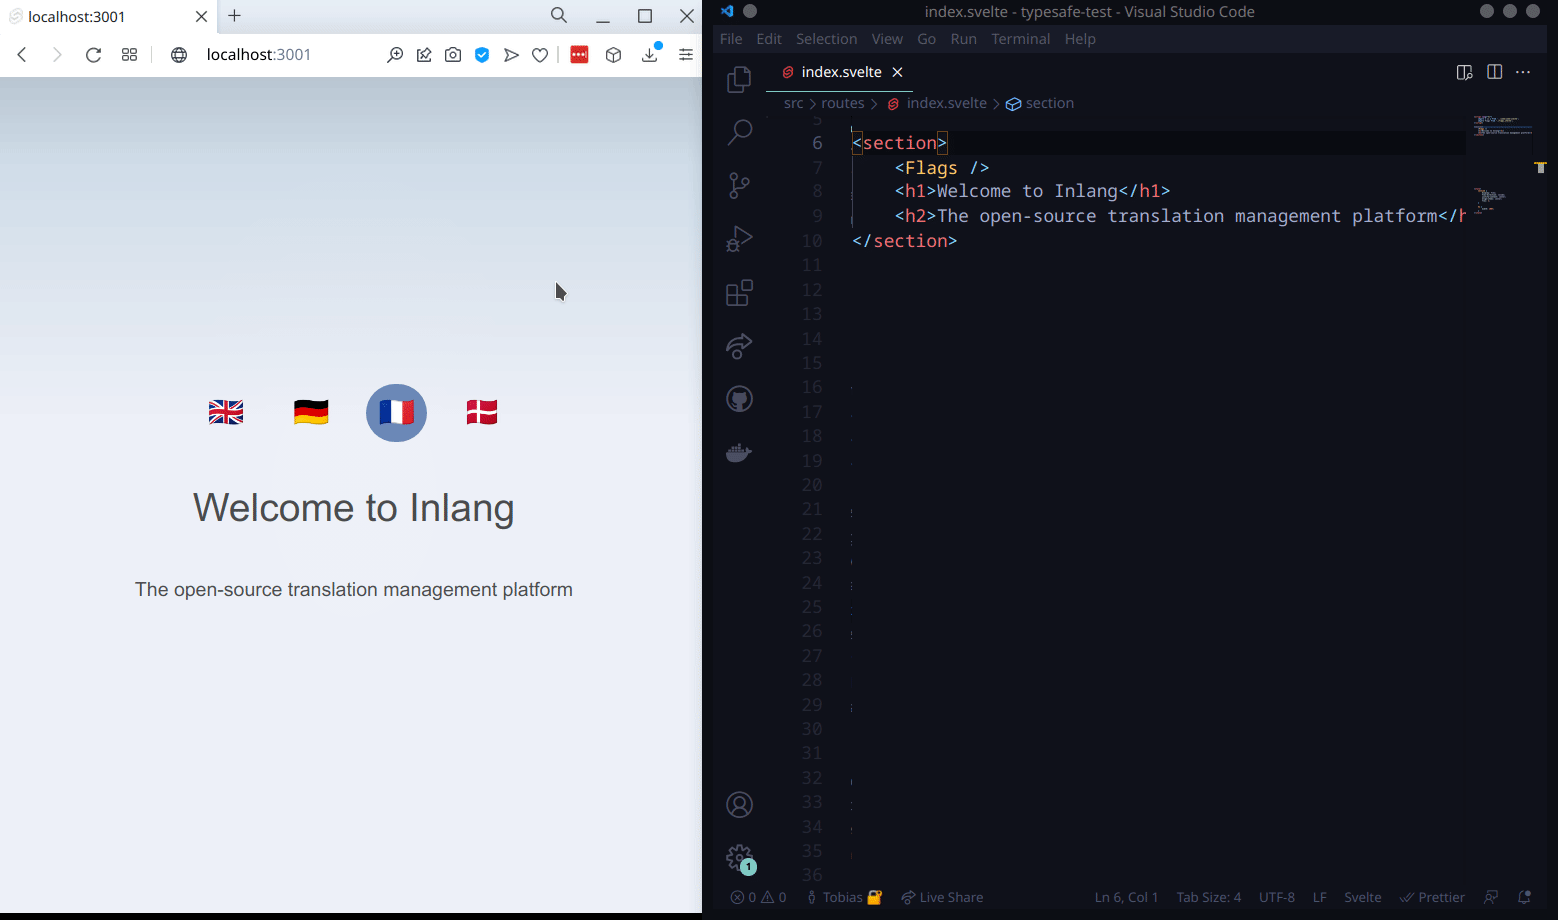 localhost:3001
localhost:3001
Welcome to Inlang
The open-source translation management platform
index.svelte - typesafe-test - Visual Studio Code
File Edit Selection View Go Run Terminal Help
index.svelte
src routes index.svelte section
5
6 <section>
7 <Flags />
8 <h1>Welcome to Inlang</h1>
9 <h2>The open-source translation management platform</h
10 </section>
11
12
13
14
15
16
17
18
19
20
21
22
23
24
25
26
27
28
29
30
31
32
33
34
35
36
1
0 0 Tobias Live Share Ln 6, Col 1 Tab Size: 4 UTF-8 LF Svelte Prettier